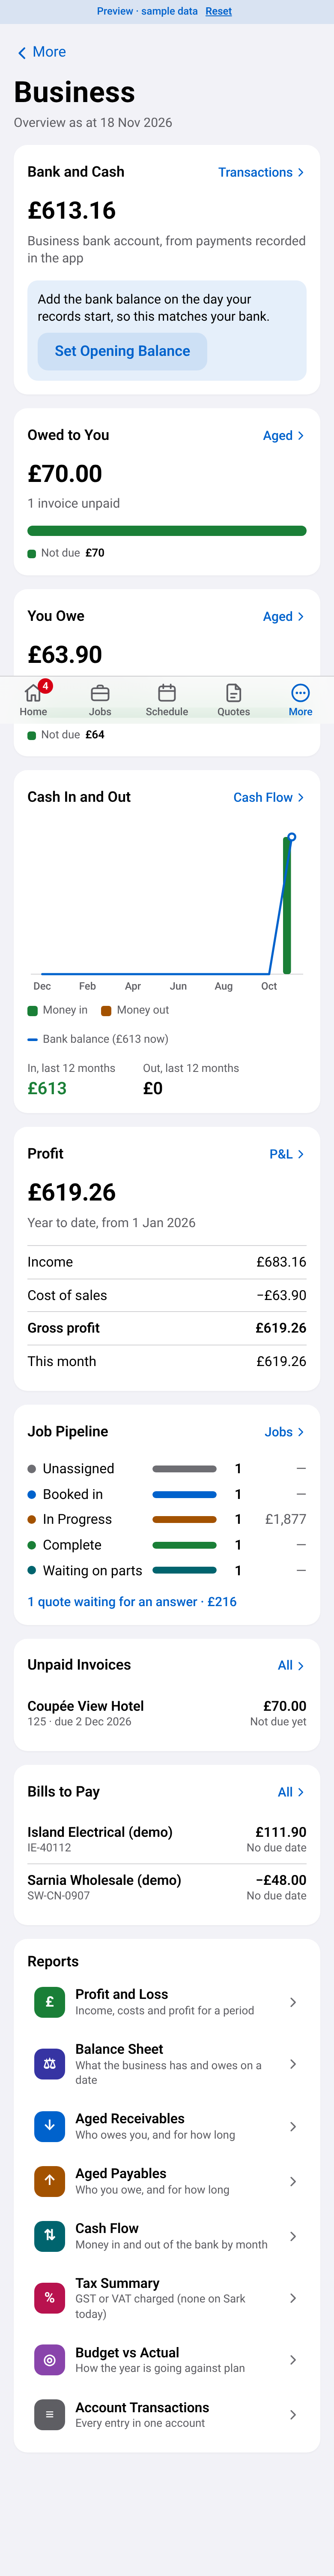 Preview · sample data Reset
More
Business
Overview as at 18 Nov 2026
Bank and Cash
Transactions
£613.16
Business bank account, from payments recorded
in the app
Add the bank balance on the day your
records start, so this matches your bank.
Set Opening Balance
Owed to You
Aged
£70.00
1 invoice unpaid
Not due £70
You Owe
Aged
£63.90
4
Home
Jobs
Schedule
Quotes
More
Not due £64
Cash In and Out
Cash Flow
Dec Feb Apr Jun Aug Oct
Money in Money out
Bank balance (£613 now)
In, last 12 months Out, last 12 months
£613 £0
Profit
P&L
£619.26
Year to date, from 1 Jan 2026
Income £683.16
Cost of sales −£63.90
Gross profit £619.26
This month £619.26
Job Pipeline
Jobs
Unassigned 1 —
Booked in 1 —
In Progress 1 £1,877
Complete 1 —
Waiting on parts 1 —
1 quote waiting for an answer · £216
Unpaid Invoices
All
Coupée View Hotel £70.00
125 · due 2 Dec 2026 Not due yet
Bills to Pay
All
Island Electrical (demo) £111.90
IE-40112 No due date
Sarnia Wholesale (demo) −£48.00
SW-CN-0907 No due date
Reports
£
Profit and Loss
Income, costs and profit for a period
Balance Sheet
What the business has and owes on a
date
Aged Receivables
Who owes you, and for how long
Aged Payables
Who you owe, and for how long
Cash Flow
Money in and out of the bank by month
%
Tax Summary
GST or VAT charged (none on Sark
today)
Budget vs Actual
How the year is going against plan
Account Transactions
Every entry in one account